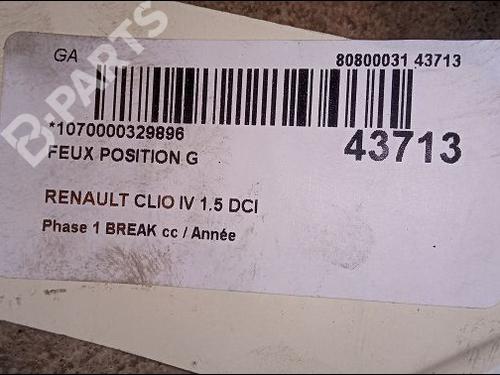 GA
80800031 43713
B-PARTS
*1070000329896
43713
FEUX POSITION G
RENAULT CLIO IV 1.5 DCI
Phase 1 BREAK cc / Année